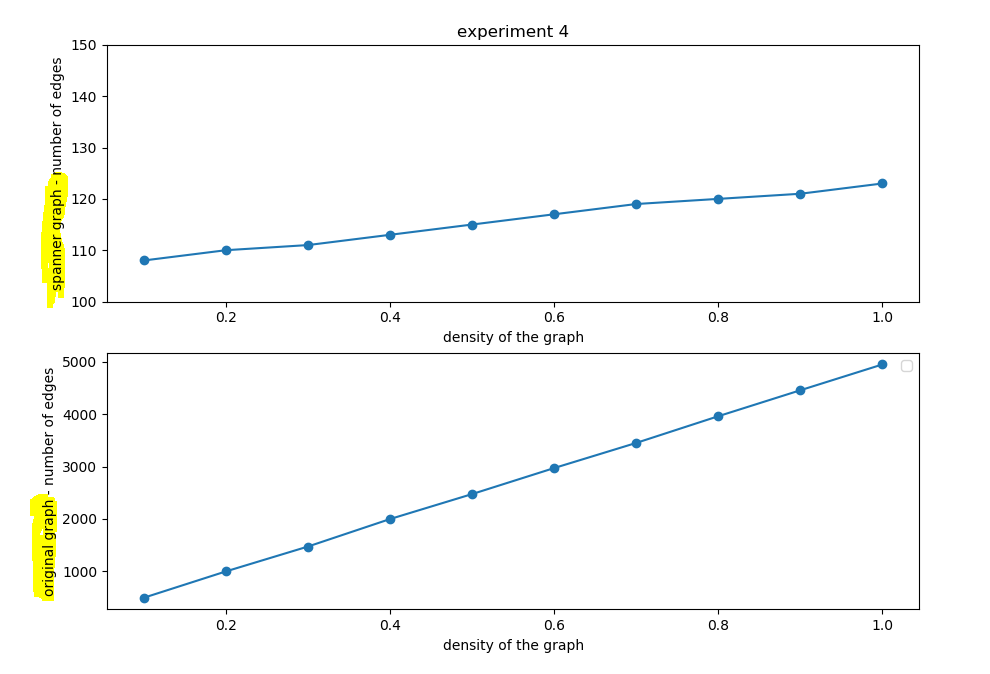 experiment 4
spanner graph - number of edges
150
140
130
120
110
100
0.2 0.4 0.6 0.8 1.0
density of the graph
original graph - number of edges
5000
4000
3000
2000
1000
0.2 0.4 0.6 0.8 1.0
density of the graph